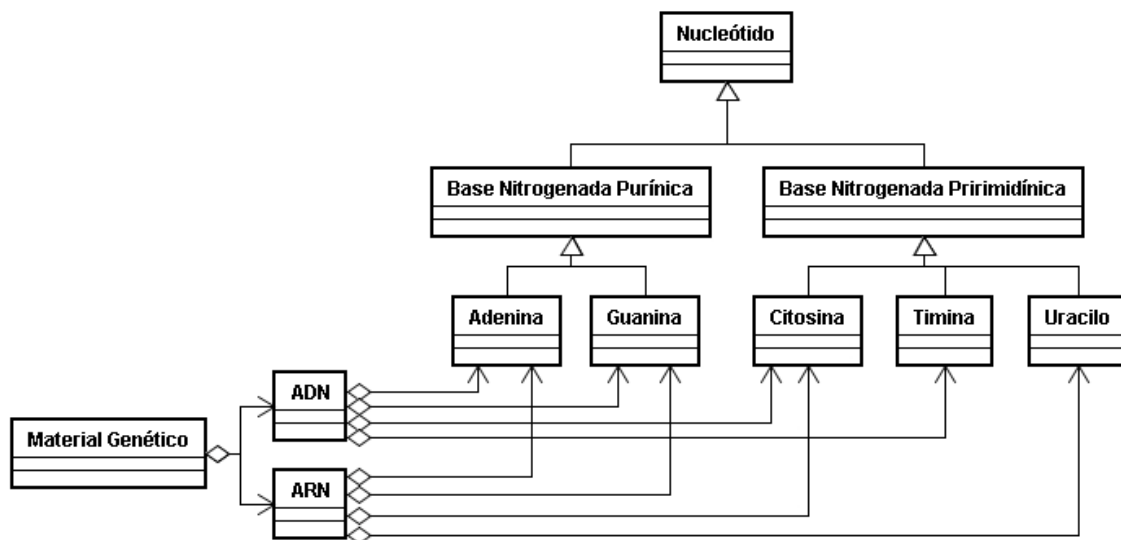 Nucleótido
Base Nitrogenada Purínica
Base Nitrogenada Pririmidínica
Adenina
Guanina
Citosina
Timina
Uracilo
ADN
Material Genético
ARN